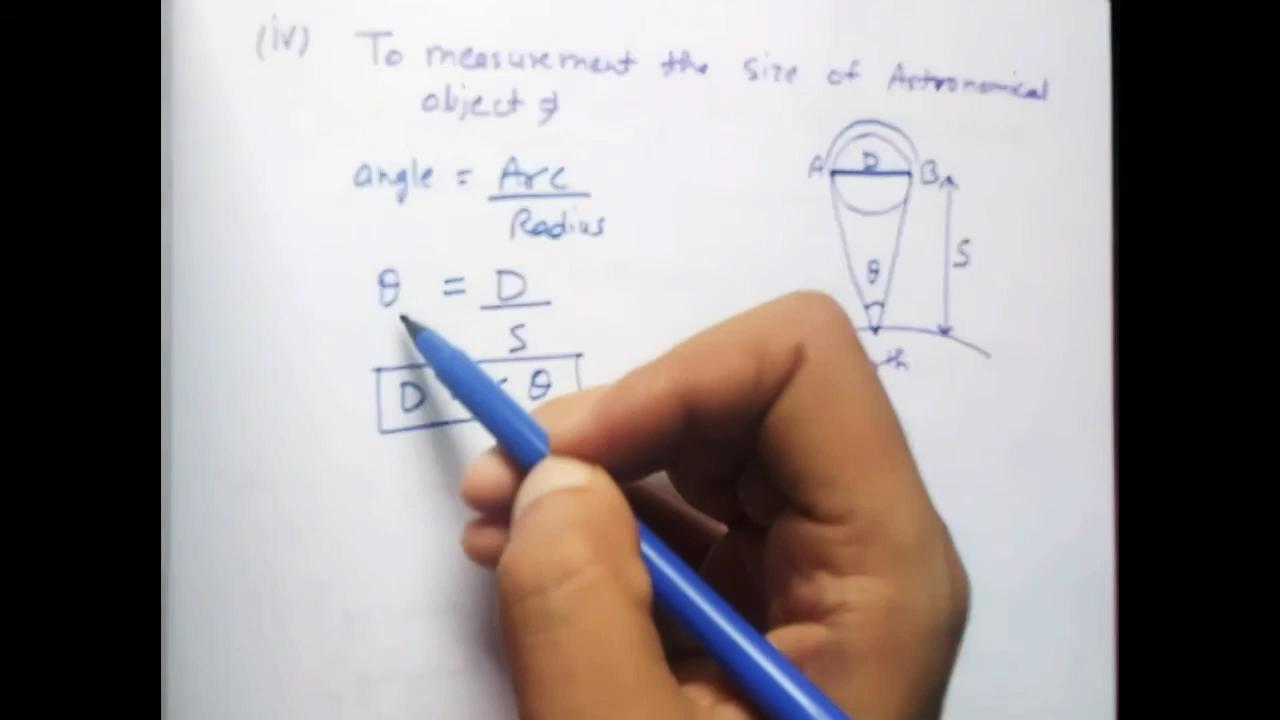 (iv) To measurement the size of Astronomical
object ⇒
angle = Arc
Radius
θ = D
S
D θ
A D B
S
θ